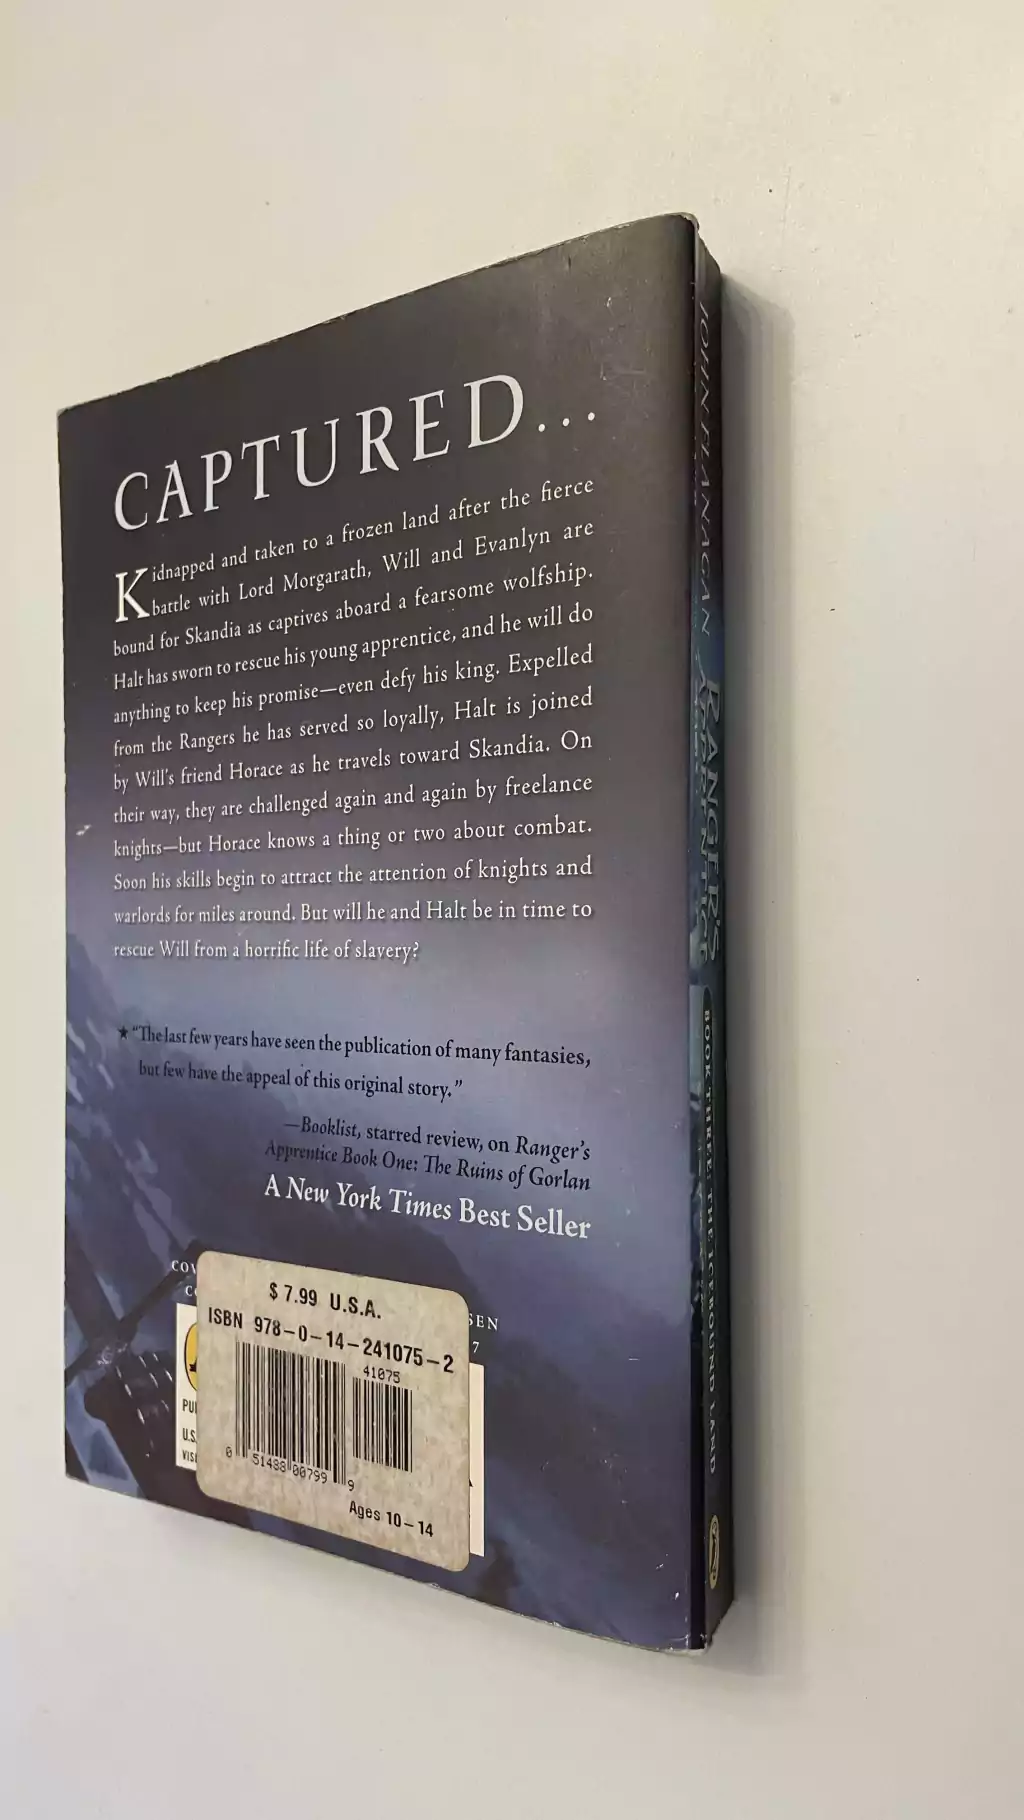 CAPTURED...
Kidnapped and taken to a frozen land after the fierce
battle with Lord Morgarath, Will and Evanlyn are
bound for Skandia as captives aboard a fearsome wolfship.
Halt has sworn to rescue his young apprentice, and he will do
anything to keep his promise—even defy his king. Expelled
from the Rangers he has served so loyally, Halt is joined
by Will's friend Horace as he travels toward Skandia. On
their way, they are challenged again and again by freelance
knights—but Horace knows a thing or two about combat.
Soon his skills begin to attract the attention of knights and
warlords for miles around. But will he and Halt be in time to
rescue Will from a horrific life of slavery?
★ "The last few years have seen the publication of many fantasies,
but few have the appeal of this original story."
—Booklist, starred review, on Ranger's
Apprentice Book One: The Ruins of Gorlan
A New York Times Best Seller
$ 7.99 U.S.A.
ISBN 978-0-14-241075-2
41075
0 51488 00799 9
Ages 10-14
JOHN FLANAGAN
RANGER'S
APPRENTICE
BOOK THREE: THE ICEBOUND LAND